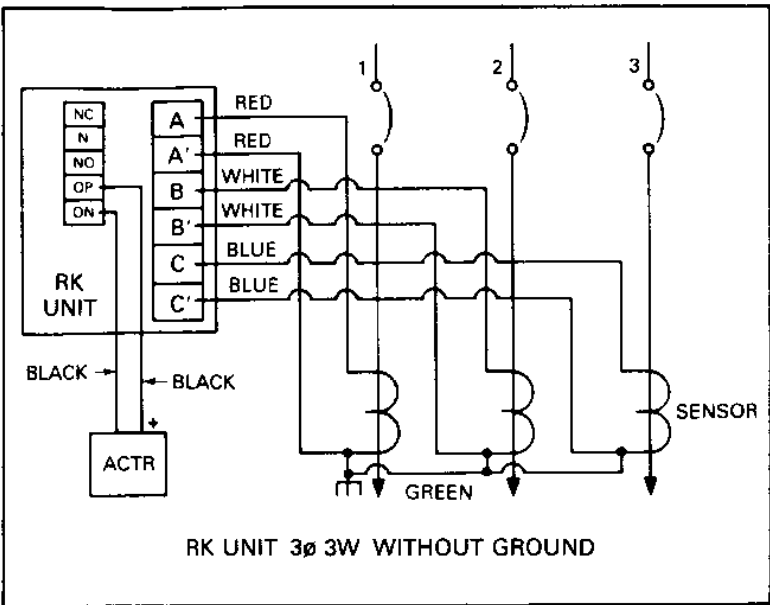 1
2
3
NC
N
NO
OP
ON
A
A'
B
B'
C
C'
RED
RED
WHITE
WHITE
BLUE
BLUE
RK
UNIT
BLACK
BLACK
+
ACTR
SENSOR
GREEN
RK UNIT 3ø 3W WITHOUT GROUND